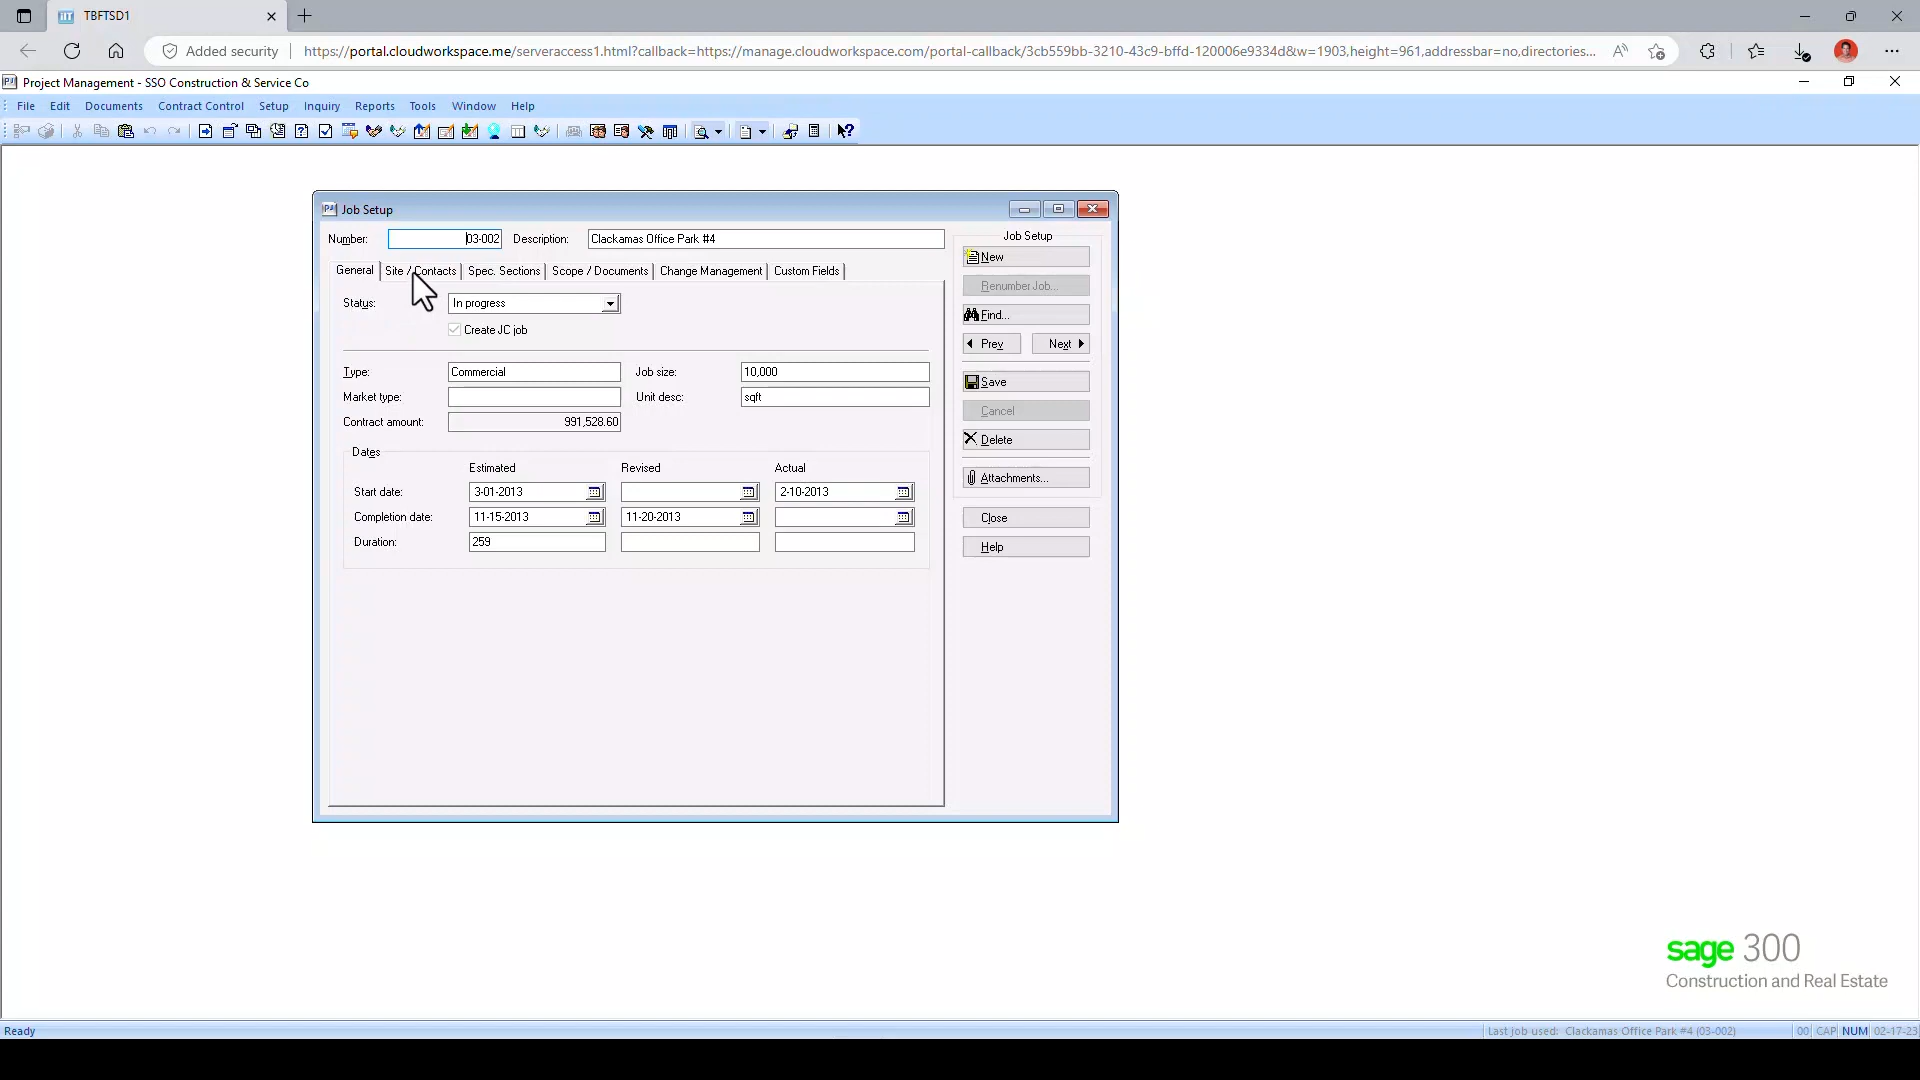 TBFTSD1
Added security
https://portal.cloudworkspace.me/serveraccess1.html?callback=https://manage.cloudworkspace.com/portal-callback/3cb559bb-3210-43c9-bffd-120006e9334d&w=1903,height=961,addressbar=no,directories...
Project Management - SSO Construction & Service Co
File Edit Documents Contract Control Setup Inquiry Reports Tools Window Help
Job Setup
Number: 03-002 Description: Clackamas Office Park #4
Job Setup
General Site / Contacts Spec. Sections Scope / Documents Change Management Custom Fields
Status: In progress
Create JC job
Type: Commercial Job size: 10,000
Market type: Unit desc: sqft
Contract amount: 991,528.60
Dates
Estimated Revised Actual
Start date: 3-01-2013 2-10-2013
Completion date: 11-15-2013 11-20-2013
Duration: 259
New
Renumber Job...
Find...
Prev Next
Save
Cancel
Delete
Attachments...
Close
Help
sage 300
Construction and Real Estate
Ready Last job used: Clackamas Office Park #4 (03-002) 00 CAP NUM 02-17-23